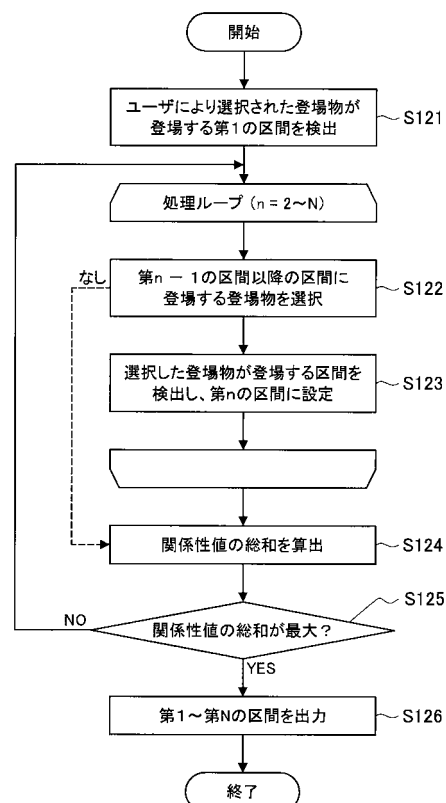 開始
ユーザにより選択された登場物が
登場する第1の区間を検出
S121
処理ループ(n=2~N)
なし
第n-1の区間以降の区間に
登場する登場物を選択
S122
選択した登場物が登場する区間を
検出し、第nの区間に設定
S123
関係性値の総和を算出
S124
S125
NO
関係性値の総和が最大?
YES
第1~第Nの区間を出力
S126
終了